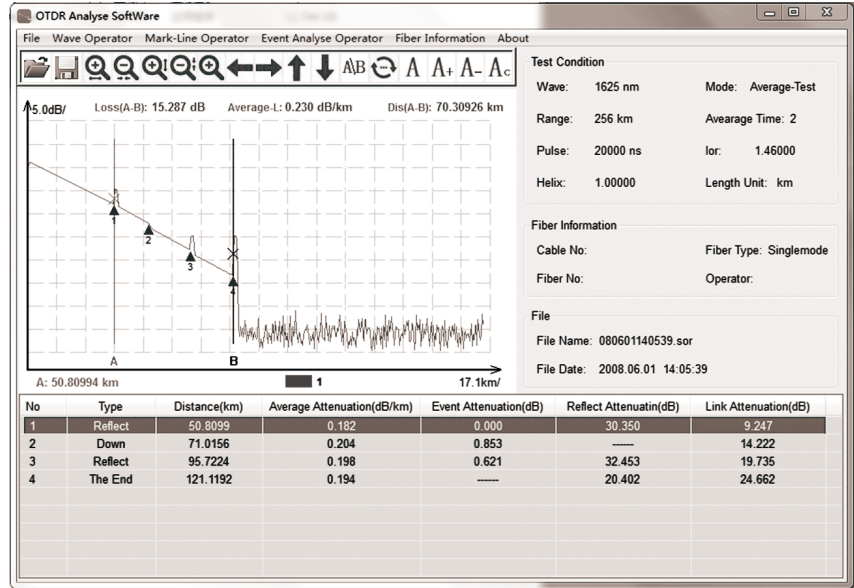 OTDR Analyse SoftWare
File Wave Operator Mark-Line Operator Event Analyse Operator Fiber Information About
A\B A A+ A- Ac
5.0dB/ Loss(A-B): 15.287 dB Average-L: 0.230 dB/km Dis(A-B): 70.30926 km
1
2
3
4
A B
A: 50.80994 km 1 17.1km/
Test Condition
Wave: 1625 nm Mode: Average-Test
Range: 256 km Avearage Time: 2
Pulse: 20000 ns Ior: 1.46000
Helix: 1.00000 Length Unit: km
Fiber Information
Cable No: Fiber Type: Singlemode
Fiber No: Operator:
File
File Name: 080601140539.sor
File Date: 2008.06.01 14:05:39
No Type Distance(km) Average Attenuation(dB/km) Event Attenuation(dB) Reflect Attenuatin(dB) Link Attenuation(dB)
1 Reflect 50.8099 0.182 0.000 30.350 9.247
2 Down 71.0156 0.204 0.853 ------ 14.222
3 Reflect 95.7224 0.198 0.621 32.453 19.735
4 The End 121.1192 0.194 ------ 20.402 24.662